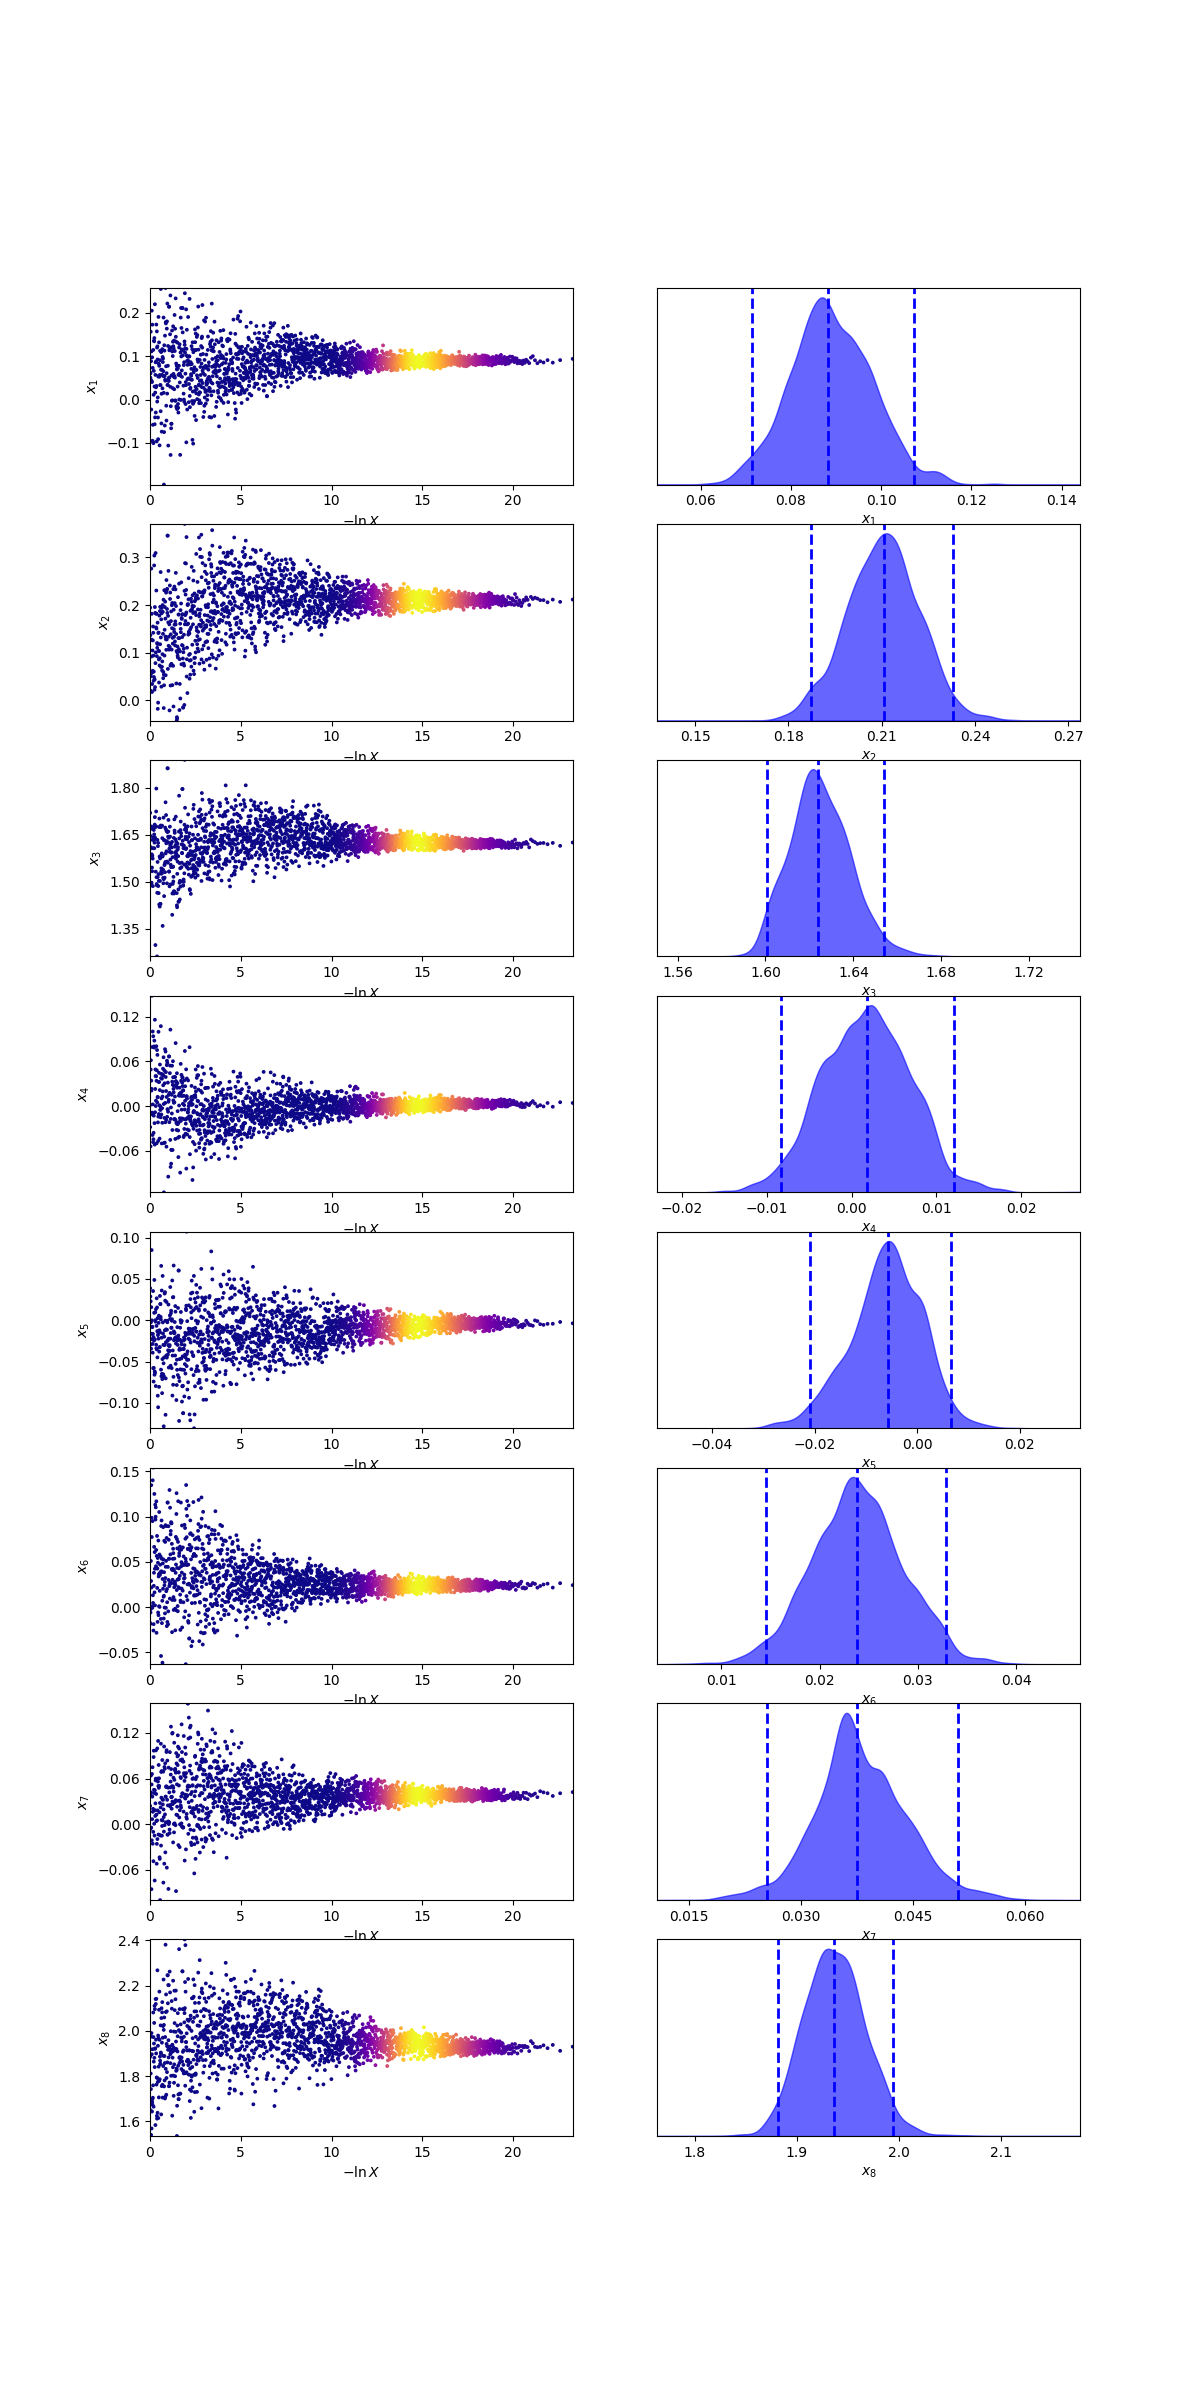 0.2
0.1
0.0
−0.1
x₁
0 5 10 15 20
−ln X
0.06 0.08 0.10 0.12 0.14
x₁
0.3
0.2
0.1
0.0
x₂
0 5 10 15 20
−ln X
0.15 0.18 0.21 0.24 0.27
x₂
1.80
1.65
1.50
1.35
x₃
0 5 10 15 20
−ln X
1.56 1.60 1.64 1.68 1.72
x₃
0.12
0.06
0.00
−0.06
x₄
0 5 10 15 20
−ln X
−0.02 −0.01 0.00 0.01 0.02
x₄
0.10
0.05
0.00
−0.05
−0.10
x₅
0 5 10 15 20
−ln X
−0.04 −0.02 0.00 0.02
x₅
0.15
0.10
0.05
0.00
−0.05
x₆
0 5 10 15 20
−ln X
0.01 0.02 0.03 0.04
x₆
0.12
0.06
0.00
−0.06
x₇
0 5 10 15 20
−ln X
0.015 0.030 0.045 0.060
x₇
2.4
2.2
2.0
1.8
1.6
x₈
0 5 10 15 20
−ln X
1.8 1.9 2.0 2.1
x₈